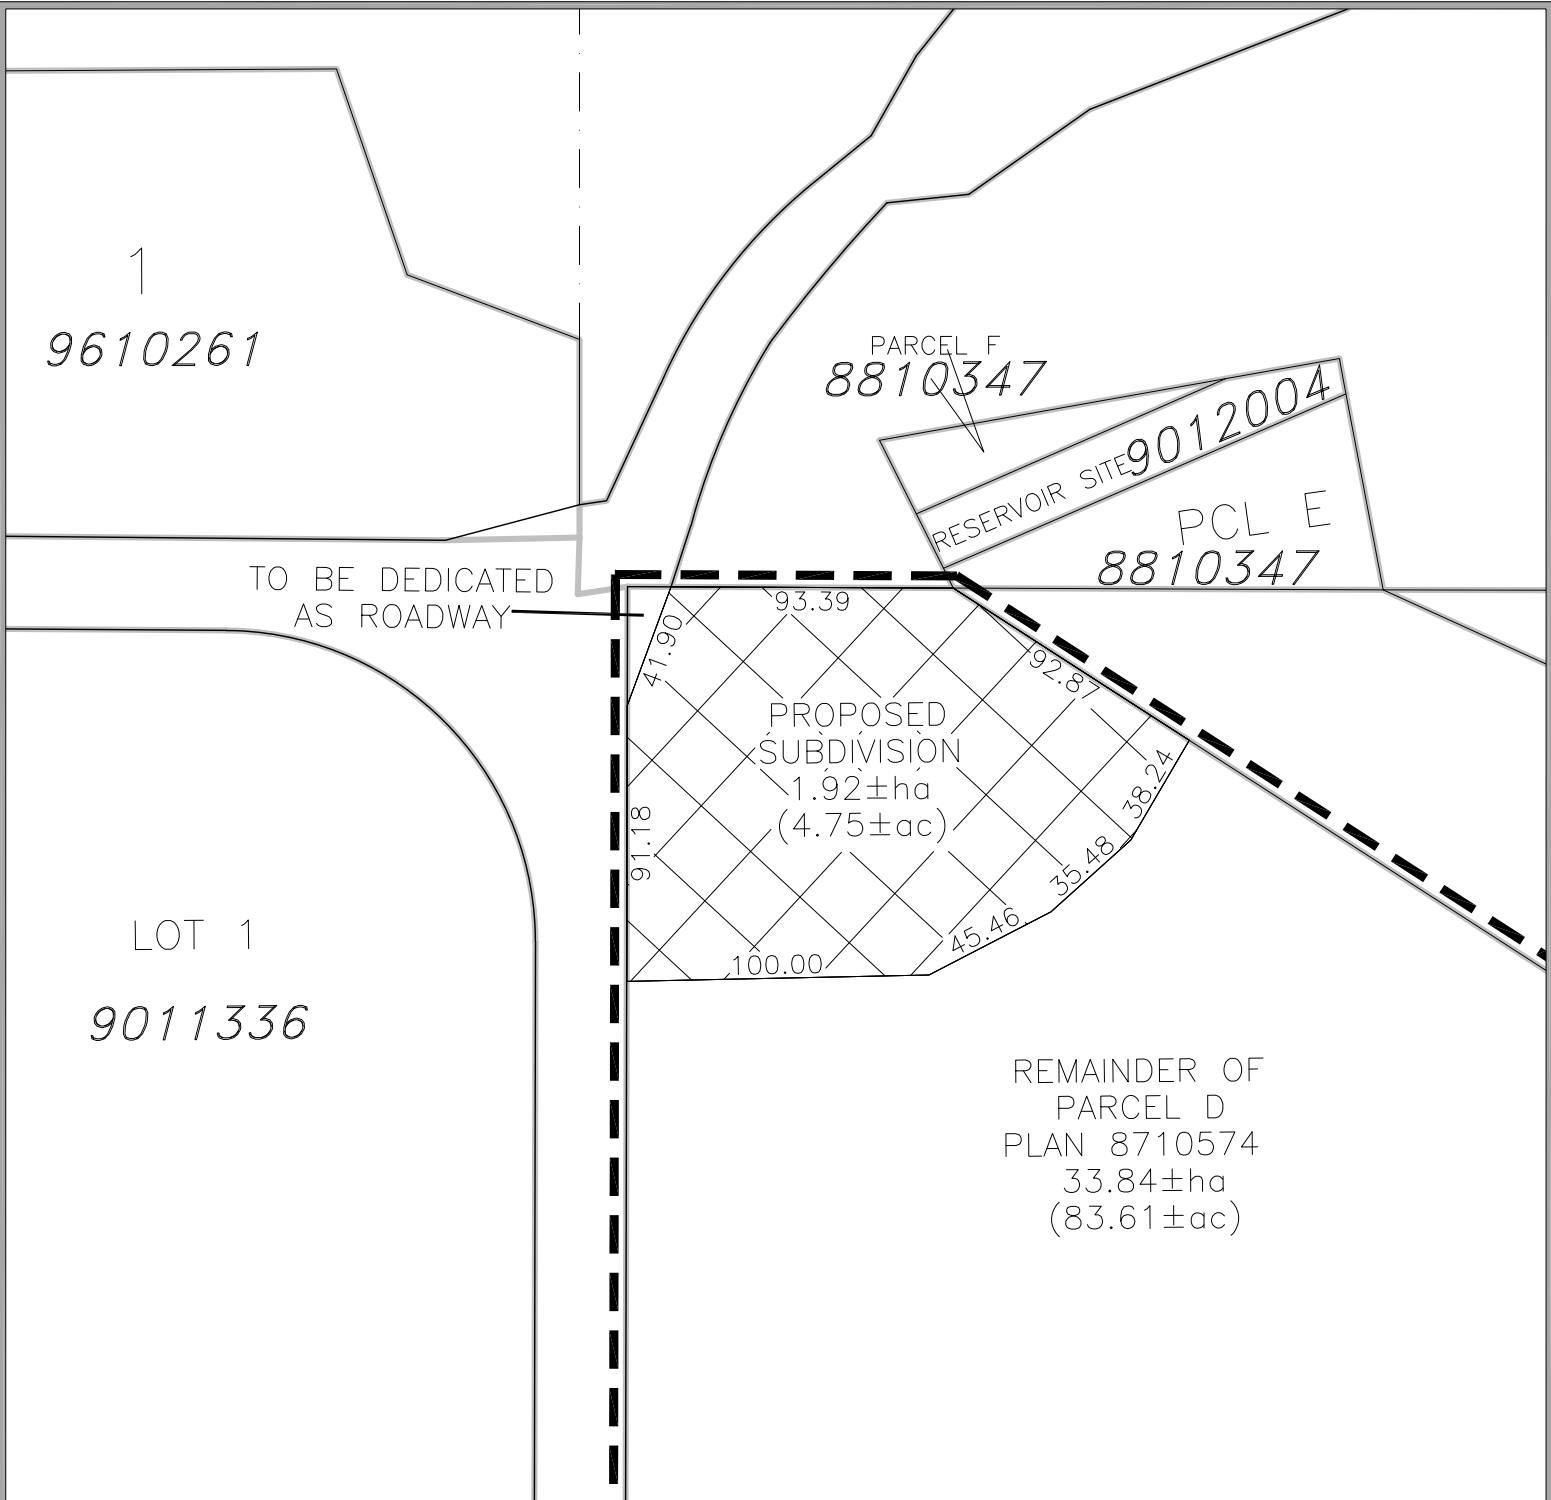 1
9610261
PARCEL F
8810347
RESERVOIR SITE
9012004
PCL E
8810347
TO BE DEDICATED
AS ROADWAY
93.39
41.90
92.87
PROPOSED
SUBDIVISION
1.92±ha
(4.75±ac)
38.24
91.18
35.48
45.46
100.00
LOT 1
9011336
REMAINDER OF
PARCEL D
PLAN 8710574
33.84±ha
(83.61±ac)